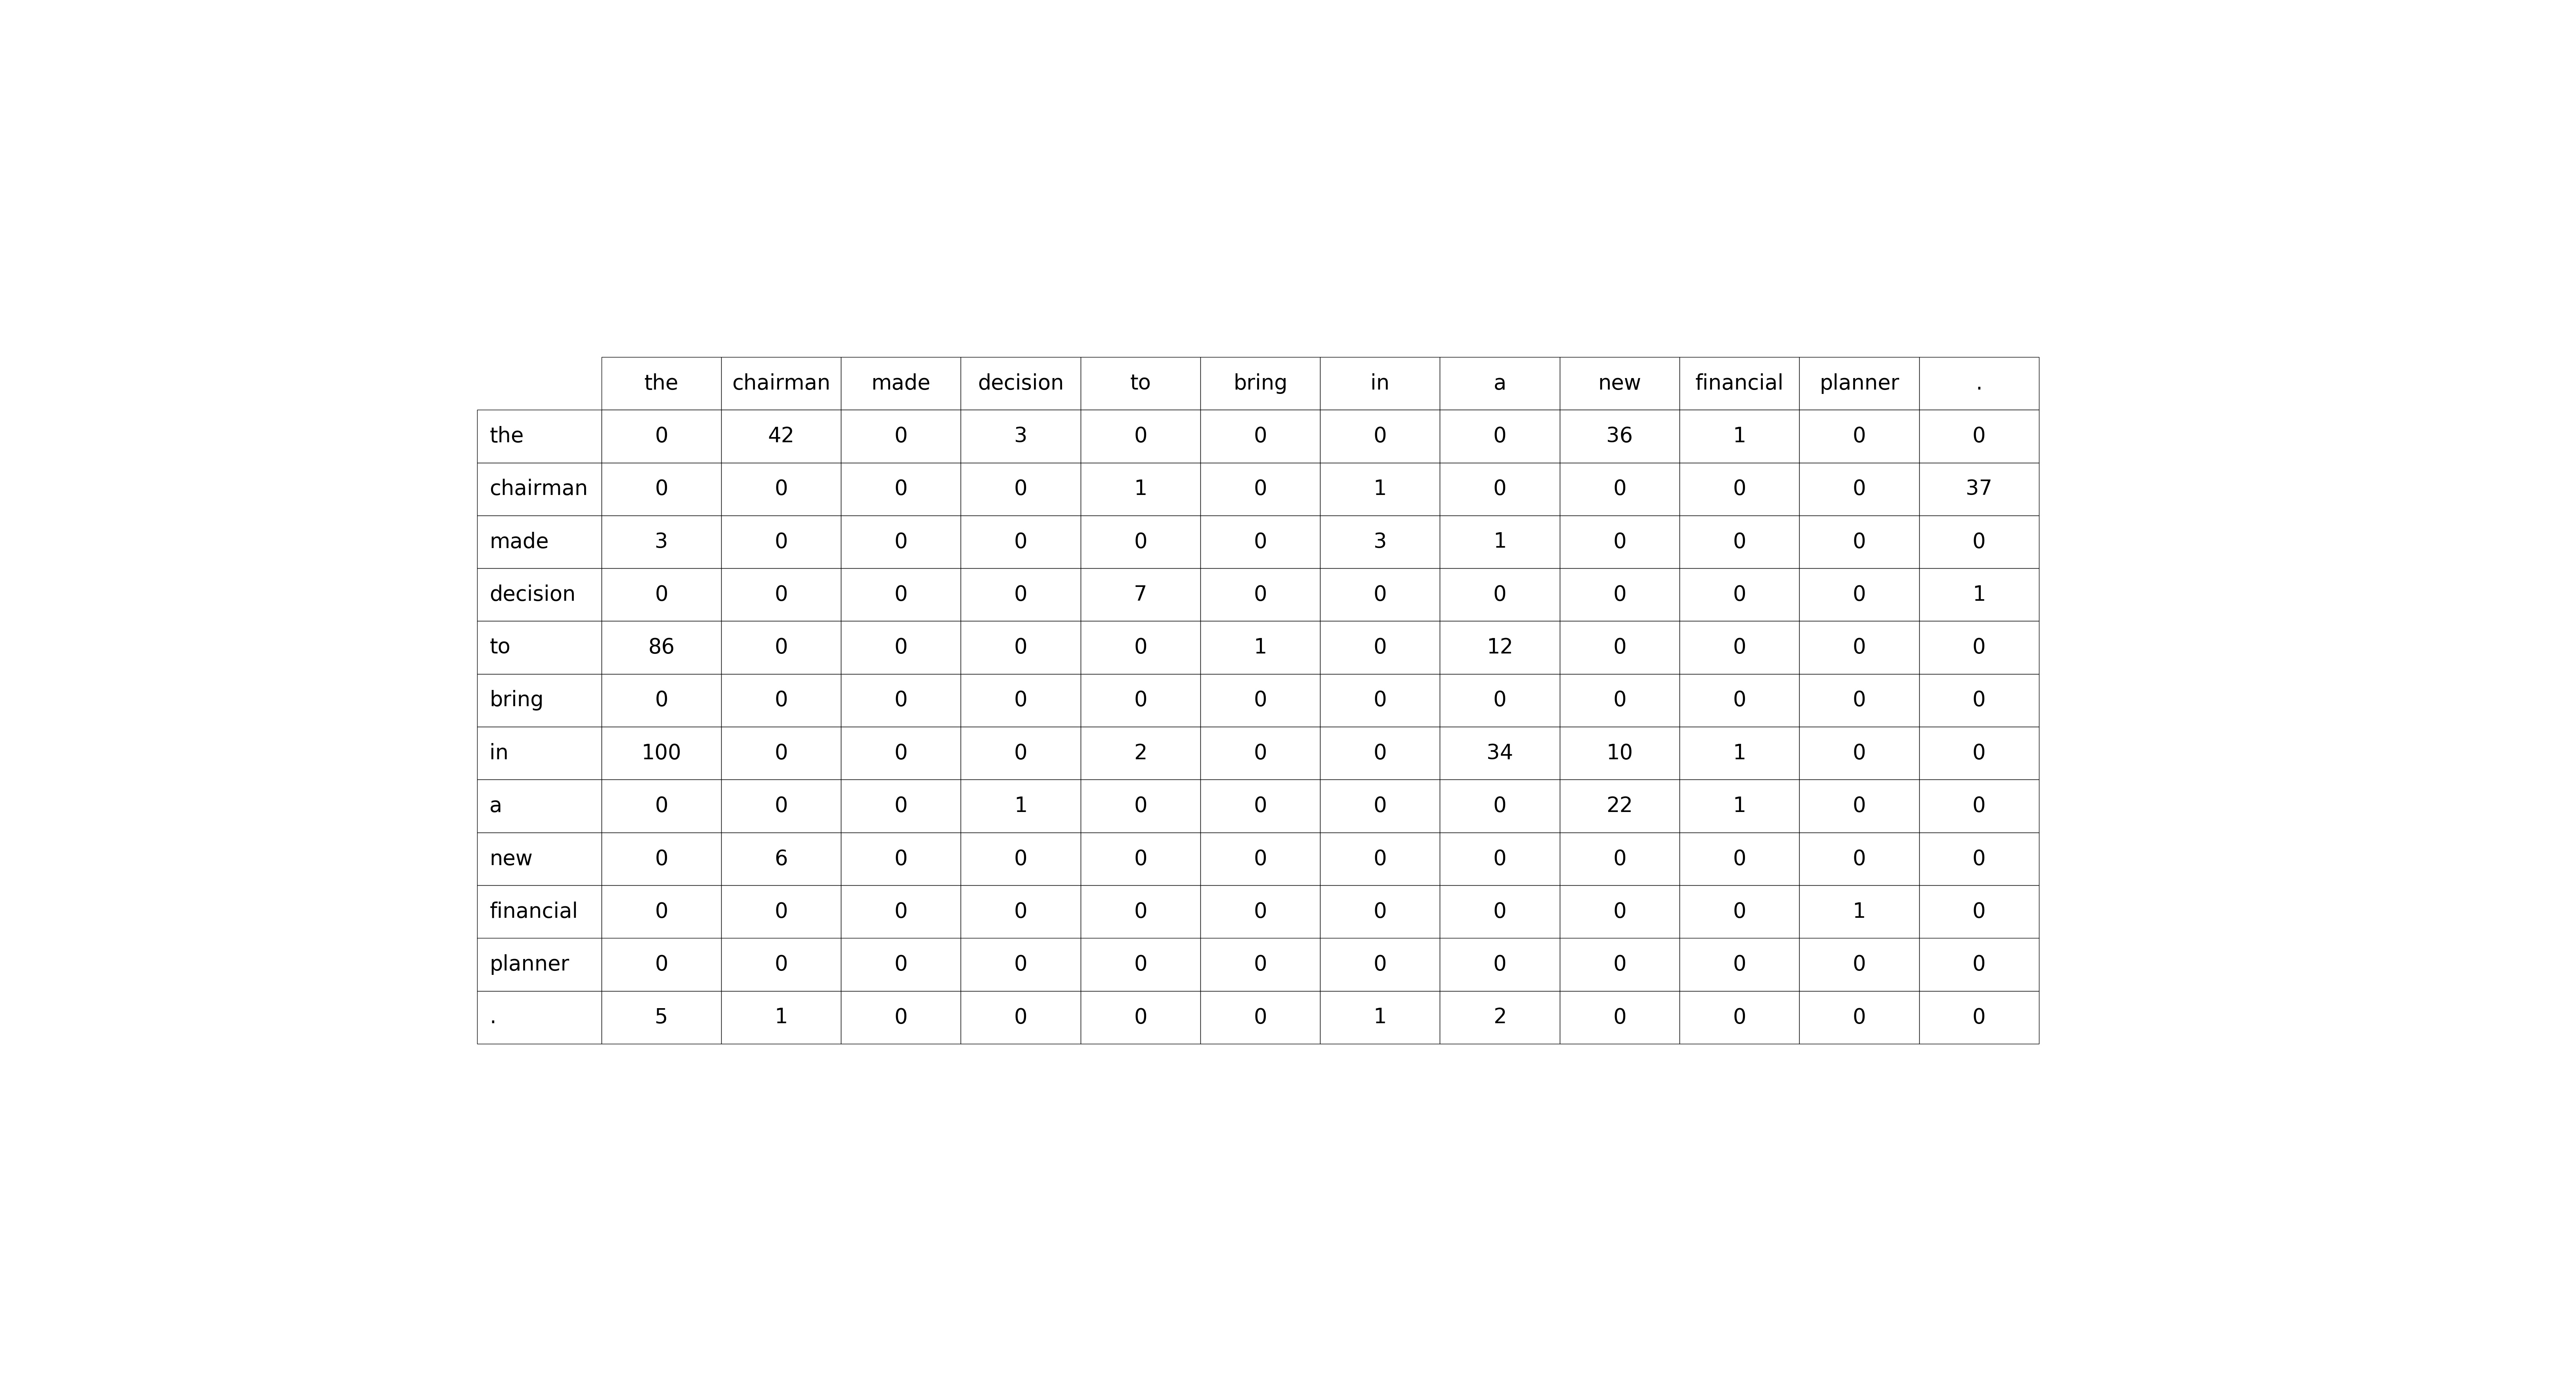 the chairman made decision to bring in a new financial planner .
the 0 42 0 3 0 0 0 0 36 1 0 0
chairman 0 0 0 0 1 0 1 0 0 0 0 37
made 3 0 0 0 0 0 3 1 0 0 0 0
decision 0 0 0 0 7 0 0 0 0 0 0 1
to 86 0 0 0 0 1 0 12 0 0 0 0
bring 0 0 0 0 0 0 0 0 0 0 0 0
in 100 0 0 0 2 0 0 34 10 1 0 0
a 0 0 0 1 0 0 0 0 22 1 0 0
new 0 6 0 0 0 0 0 0 0 0 0 0
financial 0 0 0 0 0 0 0 0 0 0 1 0
planner 0 0 0 0 0 0 0 0 0 0 0 0
. 5 1 0 0 0 0 1 2 0 0 0 0